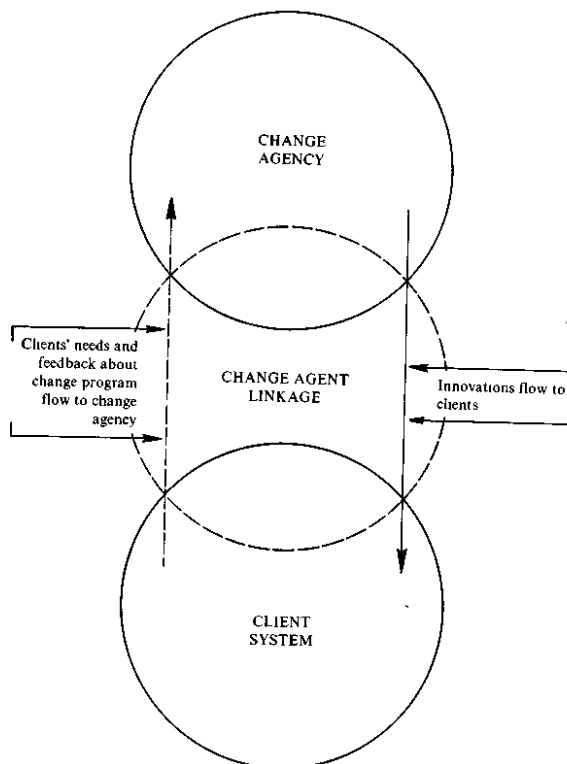 CHANGE
AGENCY
Clients' needs and
feedback about
change program
flow to change
agency
CHANGE AGENT
LINKAGE
Innovations flow to
clients
CLIENT
SYSTEM